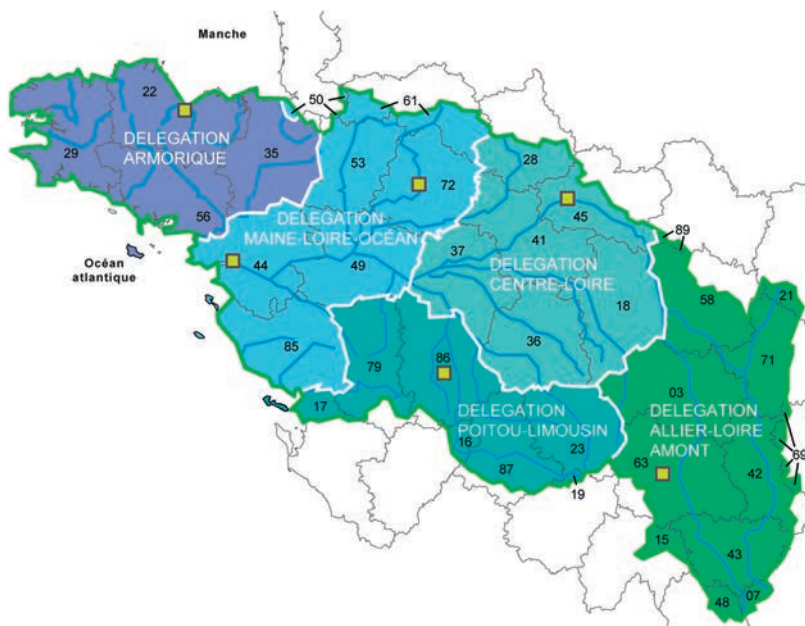 Manche
22
50
61
DELEGATION
ARMORIQUE
29
35
53
72
28
56
45
DELEGATION
MAINE-LOIRE-OCÉAN
Océan
atlantique
44
49
37
41
DELEGATION
CENTRE-LOIRE
89
18
58
21
85
36
71
79
86
17
DELEGATION
POITOU-LIMOUSIN
03
DELEGATION
ALLIER-LOIRE
AMONT
16
23
87
19
63
42
69
15
43
48
07